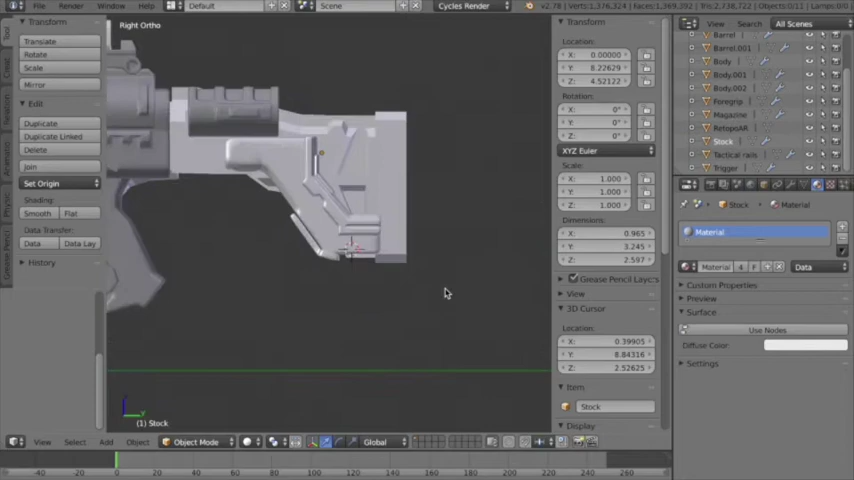 File Render Window Help Default Scene Cycles Render v2.78 | Verts:1,376,324 | Faces:1,369,392 | Tris:2,738,722 | Objects:0/11 | Lamps:0/0
Right Ortho
Translate
Rotate
Scale
Mirror
Edit
Duplicate
Duplicate Linked
Delete
Join
Set Origin
Shading:
Smooth Flat
Data Transfer:
Data Data Lay
History
Grease Pencil
(1) Stock
View Select Add Object Object Mode Global
-40 -20 0 20 40 60 80 100 120 140 160 180 200 220 240 260
Transform
Location:
X: 0.00000
Y: 8.22629
Z: 4.52122
Rotation:
X: 0°
Y: 0°
Z: 0°
XYZ Euler
Scale:
X: 1.000
Y: 1.000
Z: 1.000
Dimensions:
X: 0.965
Y: 3.245
Z: 2.597
Grease Pencil Layers
View
3D Cursor
Location:
X: 0.39905
Y: 8.84316
Z: 2.52625
Item
Stock
Display
View Search All Scenes
Barrel
Barrel.001
Body
Body.001
Body.002
Foregrip
Magazine
RetopoAR
Stock
Tactical rails
Trigger
Stock Material
Material
Material 4 F Data
Custom Properties
Preview
Surface
Use Nodes
Diffuse Color:
Settings